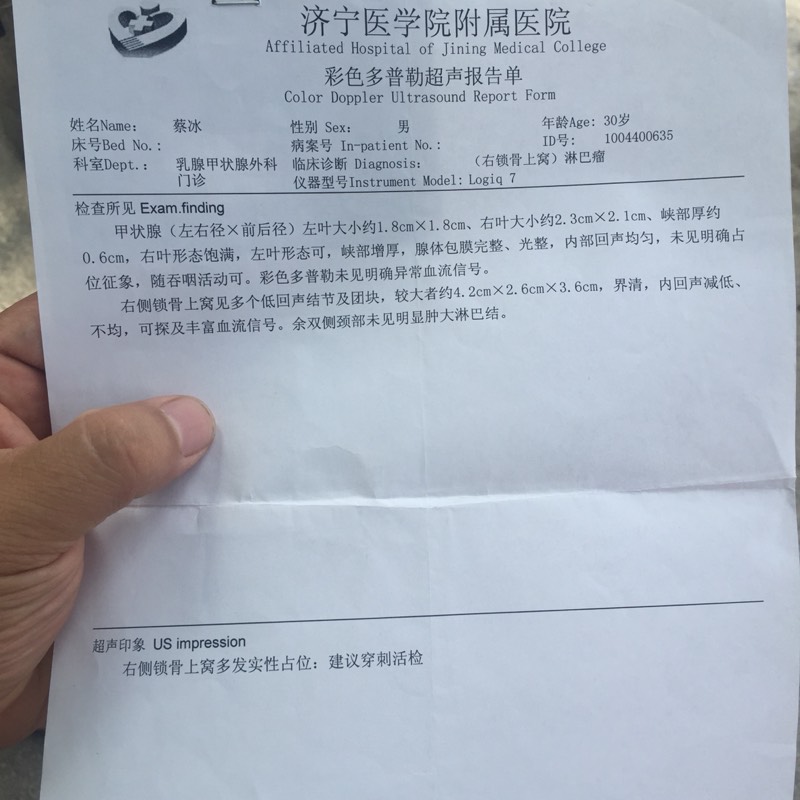 济宁医学院附属医院
Affiliated Hospital of Jining Medical College
彩色多普勒超声报告单
Color Doppler Ultrasound Report Form
姓名Name: 蔡冰 性别 Sex: 男 年龄Age: 30岁
床号Bed No.: 病案号 In-patient No.: ID号: 1004400635
科室Dept.: 乳腺甲状腺外科 临床诊断 Diagnosis: (右锁骨上窝)淋巴瘤
门诊 仪器型号Instrument Model: Logiq 7
检查所见 Exam.finding
甲状腺(左右径×前后径)左叶大小约1.8cm×1.8cm、右叶大小约2.3cm×2.1cm、峡部厚约
0.6cm,右叶形态饱满,左叶形态可,峡部增厚,腺体包膜完整、光整,内部回声均匀,未见明确占
位征象,随吞咽活动可。彩色多普勒未见明确异常血流信号。
右侧锁骨上窝见多个低回声结节及团块,较大者约4.2cm×2.6cm×3.6cm,界清,内回声减低、
不均,可探及丰富血流信号。余双侧颈部未见明显肿大淋巴结。
超声印象 US impression
右侧锁骨上窝多发实性占位:建议穿刺活检